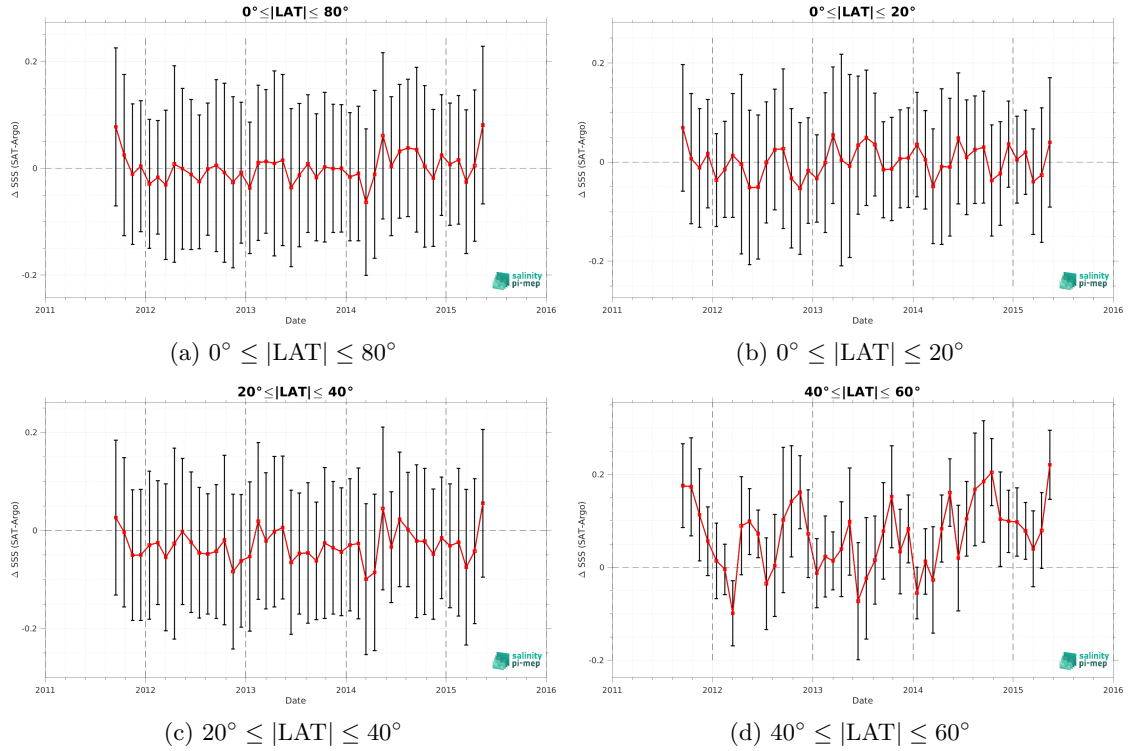 0°≤|LAT|≤ 80°
0.2
0
-0.2
Δ SSS (SAT-Argo)
2011 2012 2013 2014 2015 2016
Date
salinity
pi-mep
(a) 0° ≤ |LAT| ≤ 80°
0°≤|LAT|≤ 20°
0.2
0
-0.2
Δ SSS (SAT-Argo)
2011 2012 2013 2014 2015 2016
Date
salinity
pi-mep
(b) 0° ≤ |LAT| ≤ 20°
20°≤|LAT|≤ 40°
0.2
0
-0.2
Δ SSS (SAT-Argo)
2011 2012 2013 2014 2015 2016
Date
salinity
pi-mep
(c) 20° ≤ |LAT| ≤ 40°
40°≤|LAT|≤ 60°
0.2
0
-0.2
Δ SSS (SAT-Argo)
2011 2012 2013 2014 2015 2016
Date
salinity
pi-mep
(d) 40° ≤ |LAT| ≤ 60°